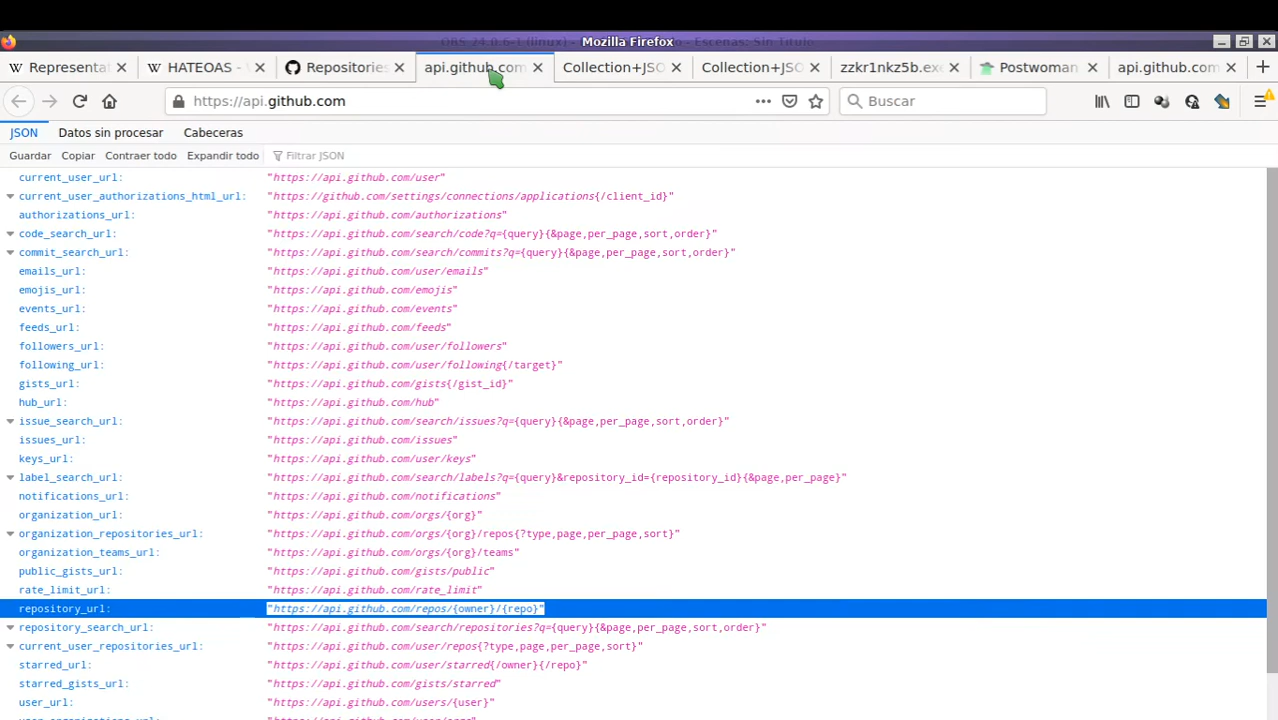 OBS 24.0.6-1 (linux) - Escenas: Sin Titulo
Mozilla Firefox
Representat
HATEOAS -
Repositories
api.github.com
Collection+JSO
Collection+JSO
zzkr1nkz5b.exe
Postwoman
api.github.com
https://api.github.com
Buscar
JSON Datos sin procesar Cabeceras
Guardar Copiar Contraer todo Expandir todo Filtrar JSON
current_user_url: "https://api.github.com/user"
current_user_authorizations_html_url: "https://github.com/settings/connections/applications{/client_id}"
authorizations_url: "https://api.github.com/authorizations"
code_search_url: "https://api.github.com/search/code?q={query}{&page,per_page,sort,order}"
commit_search_url: "https://api.github.com/search/commits?q={query}{&page,per_page,sort,order}"
emails_url: "https://api.github.com/user/emails"
emojis_url: "https://api.github.com/emojis"
events_url: "https://api.github.com/events"
feeds_url: "https://api.github.com/feeds"
followers_url: "https://api.github.com/user/followers"
following_url: "https://api.github.com/user/following{/target}"
gists_url: "https://api.github.com/gists{/gist_id}"
hub_url: "https://api.github.com/hub"
issue_search_url: "https://api.github.com/search/issues?q={query}{&page,per_page,sort,order}"
issues_url: "https://api.github.com/issues"
keys_url: "https://api.github.com/user/keys"
label_search_url: "https://api.github.com/search/labels?q={query}&repository_id={repository_id}{&page,per_page}"
notifications_url: "https://api.github.com/notifications"
organization_url: "https://api.github.com/orgs/{org}"
organization_repositories_url: "https://api.github.com/orgs/{org}/repos{?type,page,per_page,sort}"
organization_teams_url: "https://api.github.com/orgs/{org}/teams"
public_gists_url: "https://api.github.com/gists/public"
rate_limit_url: "https://api.github.com/rate_limit"
repository_url: "https://api.github.com/repos/{owner}/{repo}"
repository_search_url: "https://api.github.com/search/repositories?q={query}{&page,per_page,sort,order}"
current_user_repositories_url: "https://api.github.com/user/repos{?type,page,per_page,sort}"
starred_url: "https://api.github.com/user/starred{/owner}{/repo}"
starred_gists_url: "https://api.github.com/gists/starred"
user_url: "https://api.github.com/users/{user}"